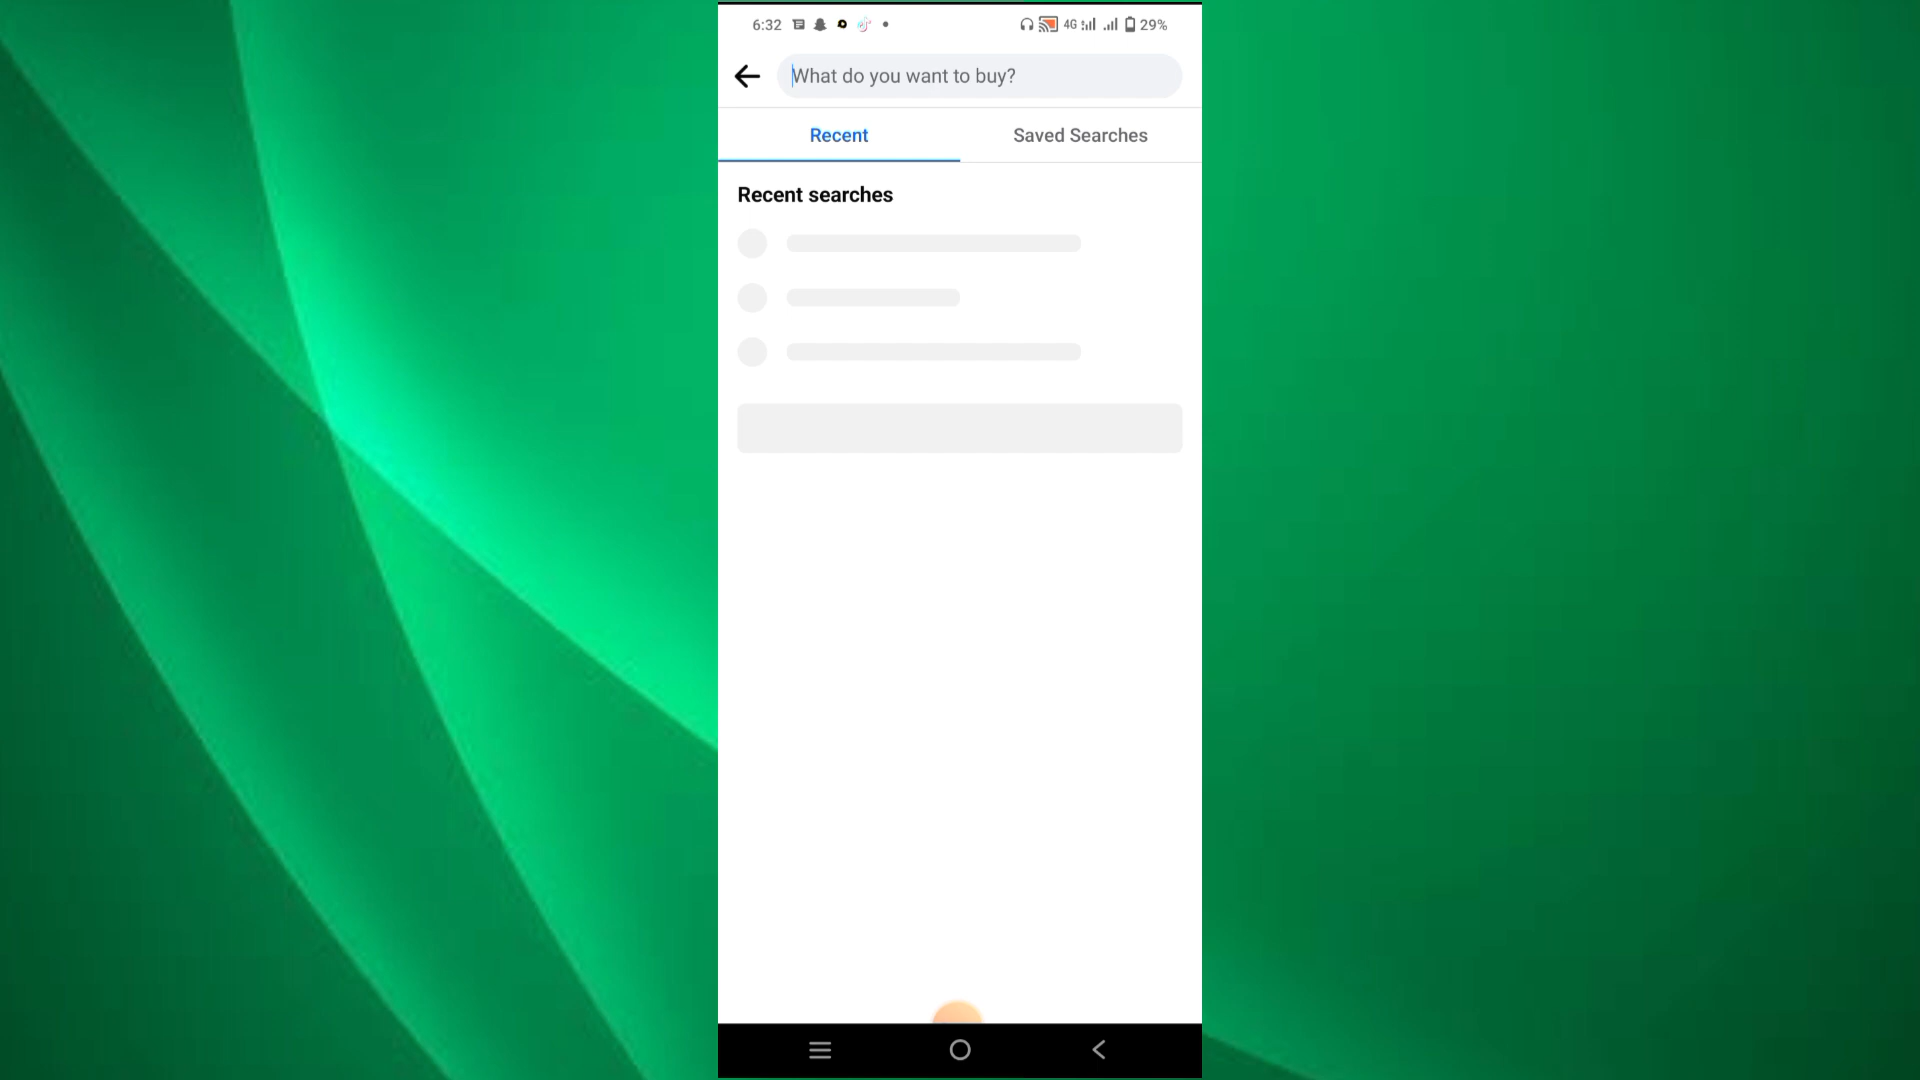 6:32 4G 29%
What do you want to buy?
Recent Saved Searches
Recent searches